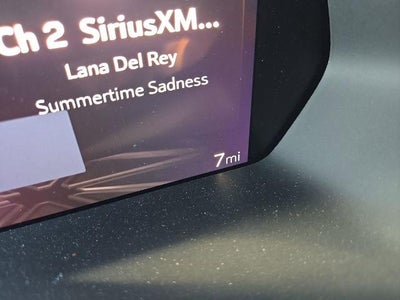 Ch 2 SiriusXM...
Lana Del Rey
Summertime Sadness
7mi